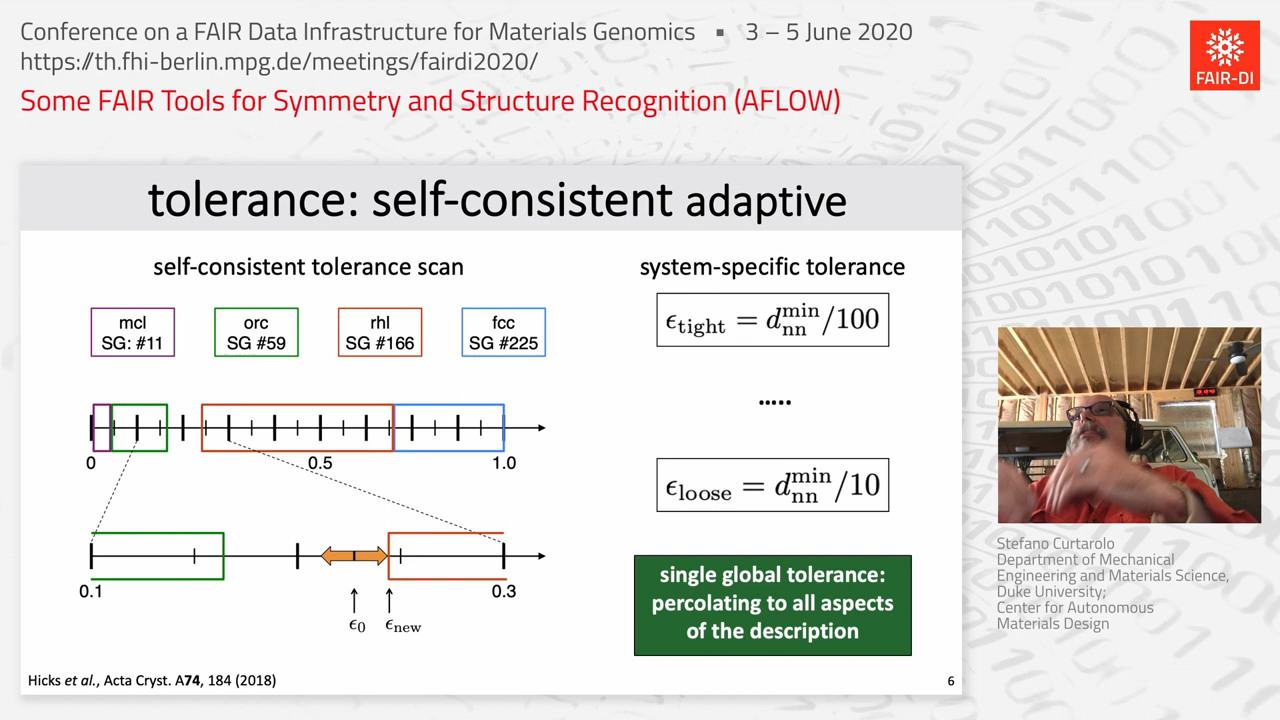 Conference on a FAIR Data Infrastructure for Materials Genomics ▪ 3 – 5 June 2020
https://th.fhi-berlin.mpg.de/meetings/fairdi2020/
Some FAIR Tools for Symmetry and Structure Recognition (AFLOW)
FAIR-DI
tolerance: self-consistent adaptive
self-consistent tolerance scan
mcl
SG: #11
orc
SG #59
rhl
SG #166
fcc
SG #225
0 0.5 1.0
0.1 0.3
ϵ0 ϵnew
system-specific tolerance
ϵtight = dnn^min/100
.....
ϵloose = dnn^min/10
single global tolerance:
percolating to all aspects
of the description
Hicks et al., Acta Cryst. A74, 184 (2018)
6
Stefano Curtarolo
Department of Mechanical
Engineering and Materials Science,
Duke University;
Center for Autonomous
Materials Design